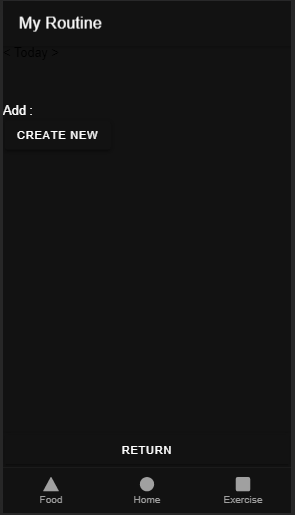 My Routine
< Today >
Add :
CREATE NEW
RETURN
Food Home Exercise